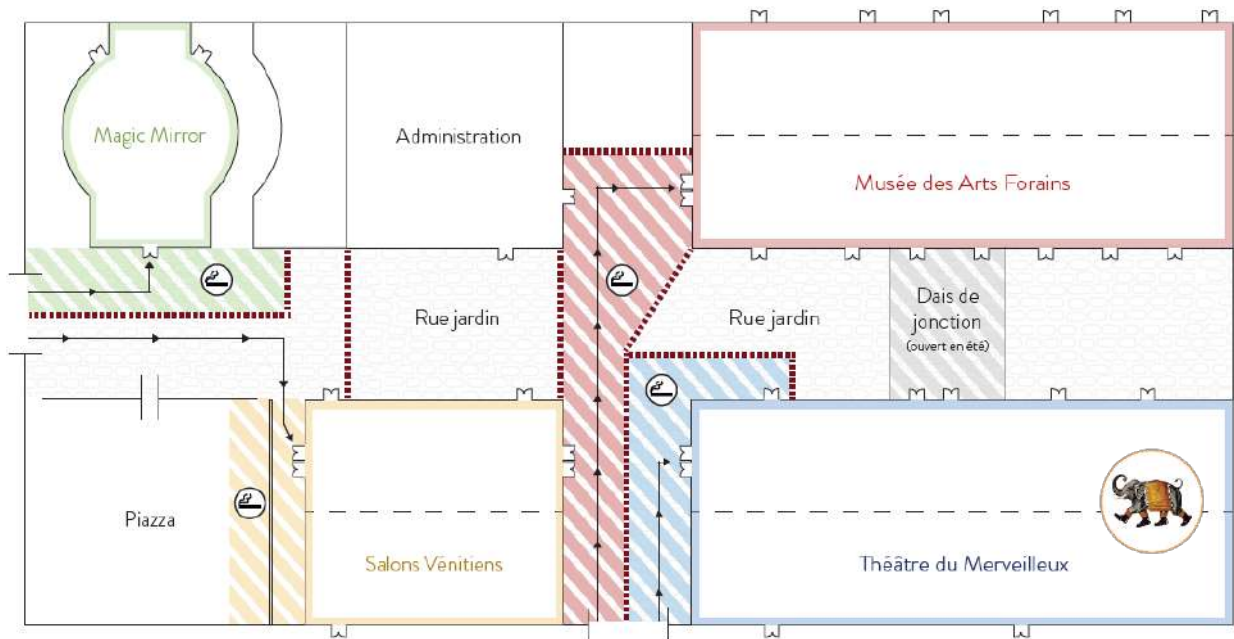 Magic Mirror
Administration
Musée des Arts Forains
Rue jardin
Rue jardin
Dais de
jonction
(ouvert en été)
Piazza
Salons Vénitiens
Théâtre du Merveilleux